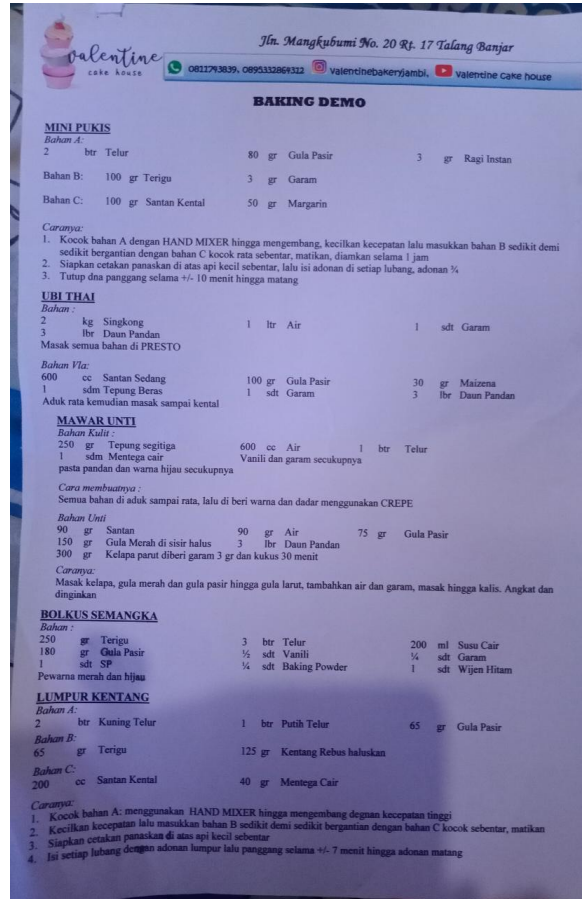 Valentine
cake house
Jln. Mangkubumi No. 20 Rt. 17 Talang Banjar
0811793839, 0895332864312 valentinebakeryjambi, valentine cake house
BAKING DEMO
MINI PUKIS
Bahan A:
2 btr Telur 80 gr Gula Pasir 3 gr Ragi Instan
Bahan B: 100 gr Terigu 3 gr Garam
Bahan C: 100 gr Santan Kental 50 gr Margarin
Caranya:
1. Kocok bahan A dengan HAND MIXER hingga mengembang, kecilkan kecepatan lalu masukkan bahan B sedikit demi
sedikit bergantian dengan bahan C kocok rata sebentar, matikan, diamkan selama 1 jam
2. Siapkan cetakan panaskan di atas api kecil sebentar, lalu isi adonan di setiap lubang, adonan ¾
3. Tutup dna panggang selama +/- 10 menit hingga matang
UBI THAI
Bahan :
2 kg Singkong 1 ltr Air 1 sdt Garam
3 lbr Daun Pandan
Masak semua bahan di PRESTO
Bahan Vla:
600 cc Santan Sedang 100 gr Gula Pasir 30 gr Maizena
1 sdm Tepung Beras 1 sdt Garam 3 lbr Daun Pandan
Aduk rata kemudian masak sampai kental
MAWAR UNTI
Bahan Kulit :
250 gr Tepung segitiga 600 cc Air 1 btr Telur
1 sdm Mentega cair Vanili dan garam secukupnya
pasta pandan dan warna hijau secukupnya
Cara membuatnya :
Semua bahan di aduk sampai rata, lalu di beri warna dan dadar menggunakan CREPE
Bahan Unti
90 gr Santan 90 gr Air 75 gr Gula Pasir
150 gr Gula Merah di sisir halus 3 lbr Daun Pandan
300 gr Kelapa parut diberi garam 3 gr dan kukus 30 menit
Caranya:
Masak kelapa, gula merah dan gula pasir hingga gula larut, tambahkan air dan garam, masak hingga kalis. Angkat dan
dinginkan
BOLKUS SEMANGKA
Bahan :
250 gr Terigu 3 btr Telur 200 ml Susu Cair
180 gr Gula Pasir ½ sdt Vanili ¼ sdt Garam
1 sdt SP ¼ sdt Baking Powder 1 sdt Wijen Hitam
Pewarna merah dan hijau
LUMPUR KENTANG
Bahan A:
2 btr Kuning Telur 1 btr Putih Telur 65 gr Gula Pasir
Bahan B:
65 gr Terigu 125 gr Kentang Rebus haluskan
Bahan C:
200 cc Santan Kental 40 gr Mentega Cair
Caranya:
1. Kocok bahan A: menggunakan HAND MIXER hingga mengembang degnan kecepatan tinggi
2. Kecilkan kecepatan lalu masukkan bahan B sedikit demi sedikit bergantian dengan bahan C kocok sebentar, matikan
3. Siapkan cetakan panaskan di atas api kecil sebentar
4. Isi setiap lubang dengan adonan lumpur lalu panggang selama +/- 7 menit hingga adonan matang